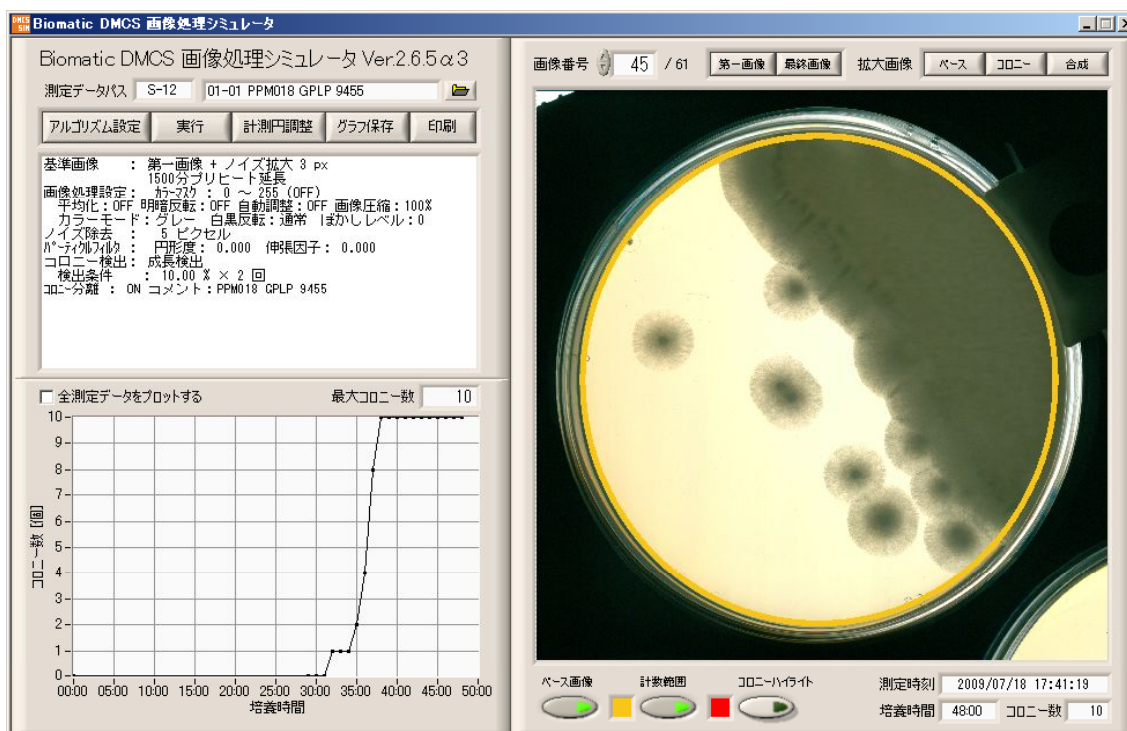 Biomatic DMCS 画像処理シミュレータ
Biomatic DMCS 画像処理シミュレータ Ver.2.6.5α3
測定データパス S-12 01-01 PPM018 GPLP 9455
アルゴリズム設定 実行 計測円調整 グラフ保存 印刷
基準画像 : 第一画像 + ノイズ拡大 3 px
1500分プリヒート延長
画像処理設定: カラーマスク : 0 ～ 255 (OFF)
平均化:OFF 明暗反転:OFF 自動調整:OFF 画像圧縮:100%
カラーモード:グレー 白黒反転:通常 ぼかしレベル:0
ノイズ除去 : 5 ピクセル
パーティクルフィルタ : 円形度: 0.000 伸張因子: 0.000
コロニー検出: 成長検出
検出条件 : 10.00 % × 2 回
コロニー分離 : ON コメント:PPM018 GPLP 9455
全測定データをプロットする 最大コロニー数 10
コロニー数 [個]
10
9
8
7
6
5
4
3
2
1
0
00:00 05:00 10:00 15:00 20:00 25:00 30:00 35:00 40:00 45:00 50:00
培養時間
画像番号 45 / 61 第一画像 最終画像 拡大画像 ベース コロニー 合成
ベース画像 計数範囲 コロニーハイライト
測定時刻 2009/07/18 17:41:19
培養時間 48:00 コロニー数 10